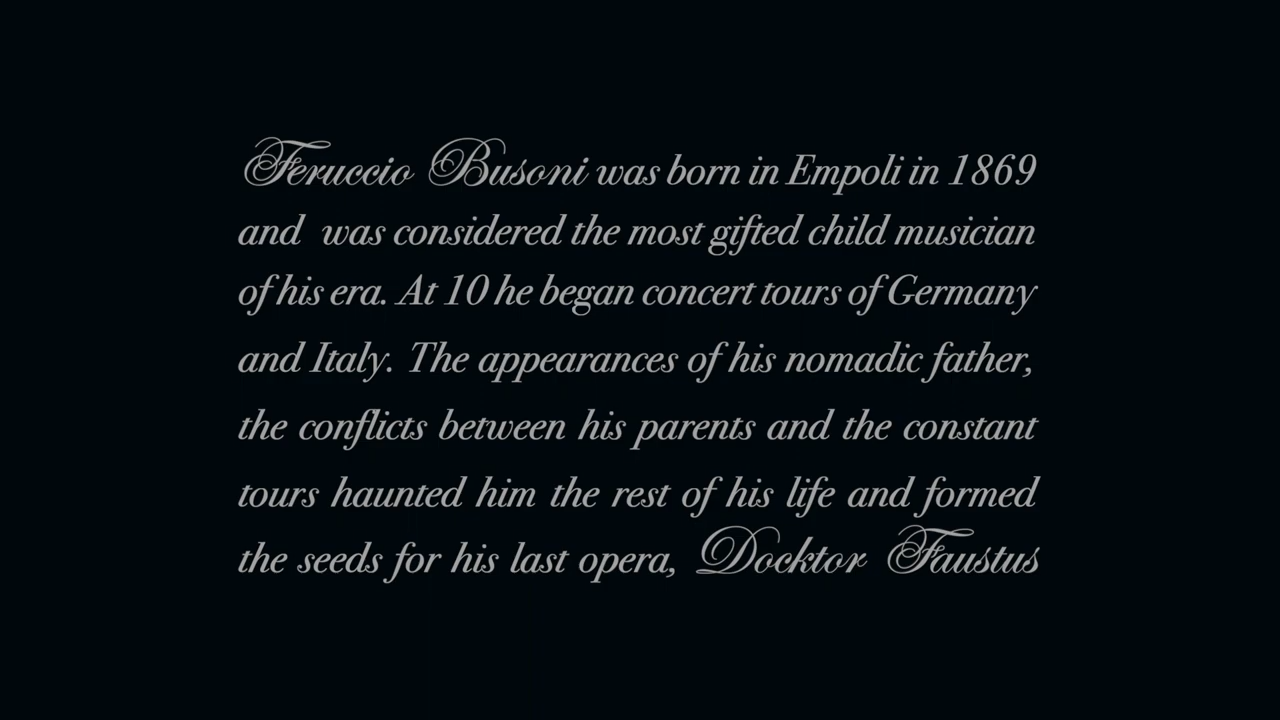 Feruccio Busoni was born in Empoli in 1869
and was considered the most gifted child musician
of his era. At 10 he began concert tours of Germany
and Italy. The appearances of his nomadic father,
the conflicts between his parents and the constant
tours haunted him the rest of his life and formed
the seeds for his last opera, Docktor Faustus